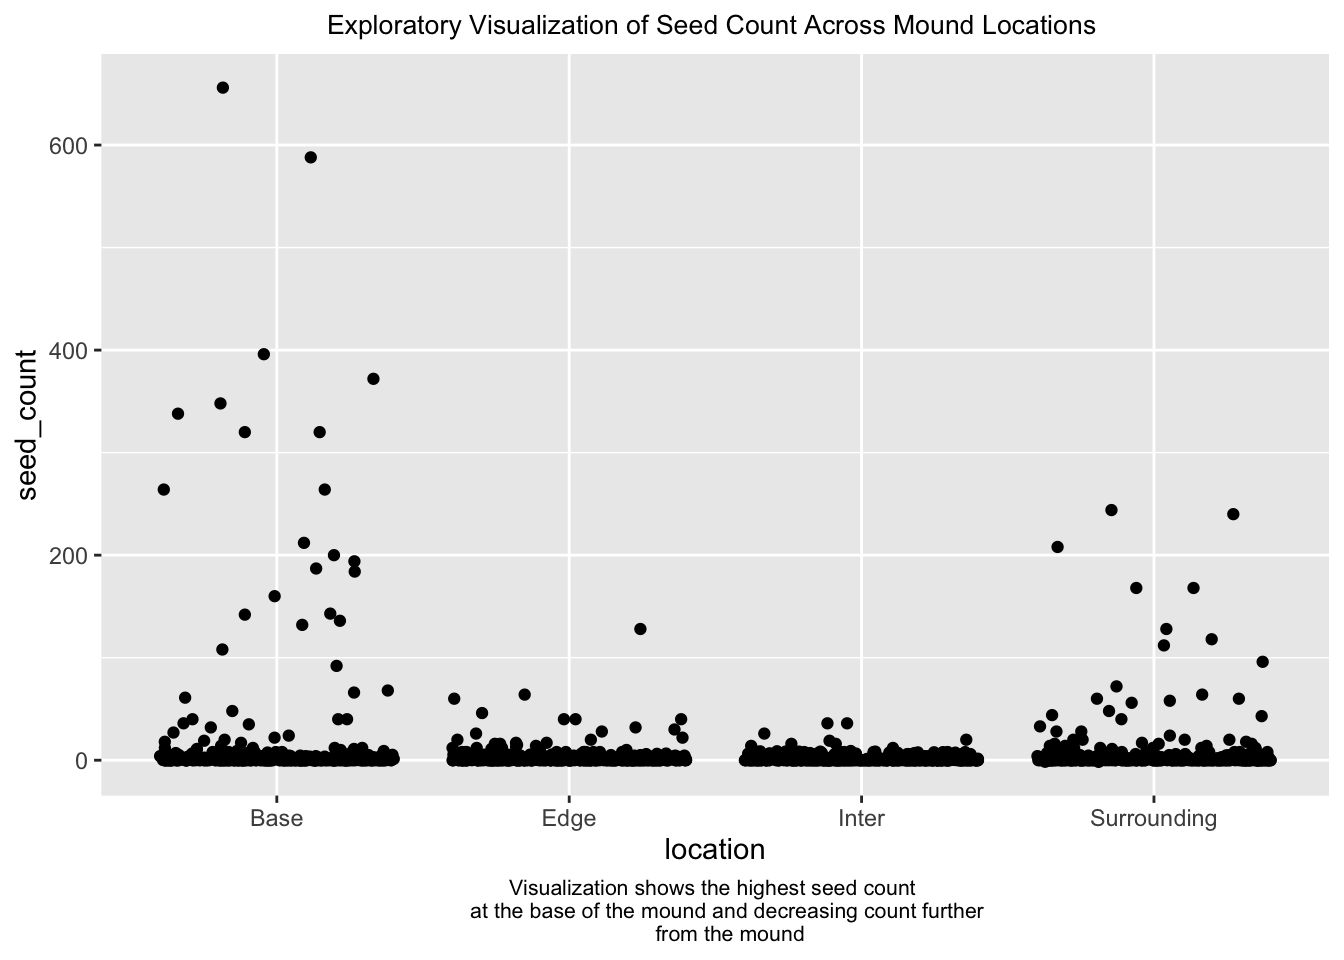 Exploratory Visualization of Seed Count Across Mound Locations
seed_count
600
400
200
0
Base Edge Inter Surrounding
location
Visualization shows the highest seed count
at the base of the mound and decreasing count further
from the mound